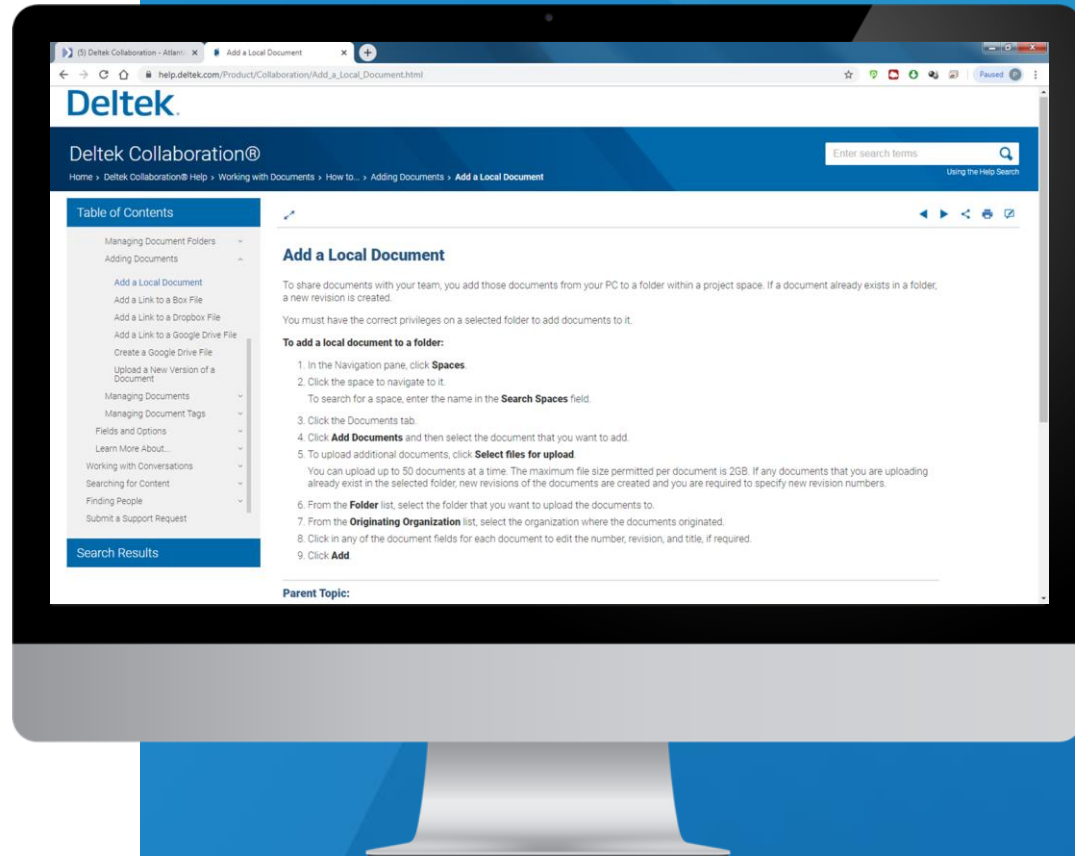 (5) Deltek Collaboration - Atlanti
Add a Local Document
help.deltek.com/Product/Collaboration/Add_a_Local_Document.html
Paused
P
Deltek
Deltek Collaboration®
Enter search terms
Home › Deltek Collaboration® Help › Working with Documents › How to... › Adding Documents › Add a Local Document
Using the Help Search
Table of Contents
Managing Document Folders
Adding Documents
Add a Local Document
Add a Link to a Box File
Add a Link to a Dropbox File
Add a Link to a Google Drive File
Create a Google Drive File
Upload a New Version of a
Document
Managing Documents
Managing Document Tags
Fields and Options
Learn More About...
Working with Conversations
Searching for Content
Finding People
Submit a Support Request
Search Results
Add a Local Document
To share documents with your team, you add those documents from your PC to a folder within a project space. If a document already exists in a folder,
a new revision is created.
You must have the correct privileges on a selected folder to add documents to it.
To add a local document to a folder:
1. In the Navigation pane, click Spaces.
2. Click the space to navigate to it.
To search for a space, enter the name in the Search Spaces field.
3. Click the Documents tab.
4. Click Add Documents and then select the document that you want to add.
5. To upload additional documents, click Select files for upload.
You can upload up to 50 documents at a time. The maximum file size permitted per document is 2GB. If any documents that you are uploading
already exist in the selected folder, new revisions of the documents are created and you are required to specify new revision numbers.
6. From the Folder list, select the folder that you want to upload the documents to.
7. From the Originating Organization list, select the organization where the documents originated.
8. Click in any of the document fields for each document to edit the number, revision, and title, if required.
9. Click Add.
Parent Topic: